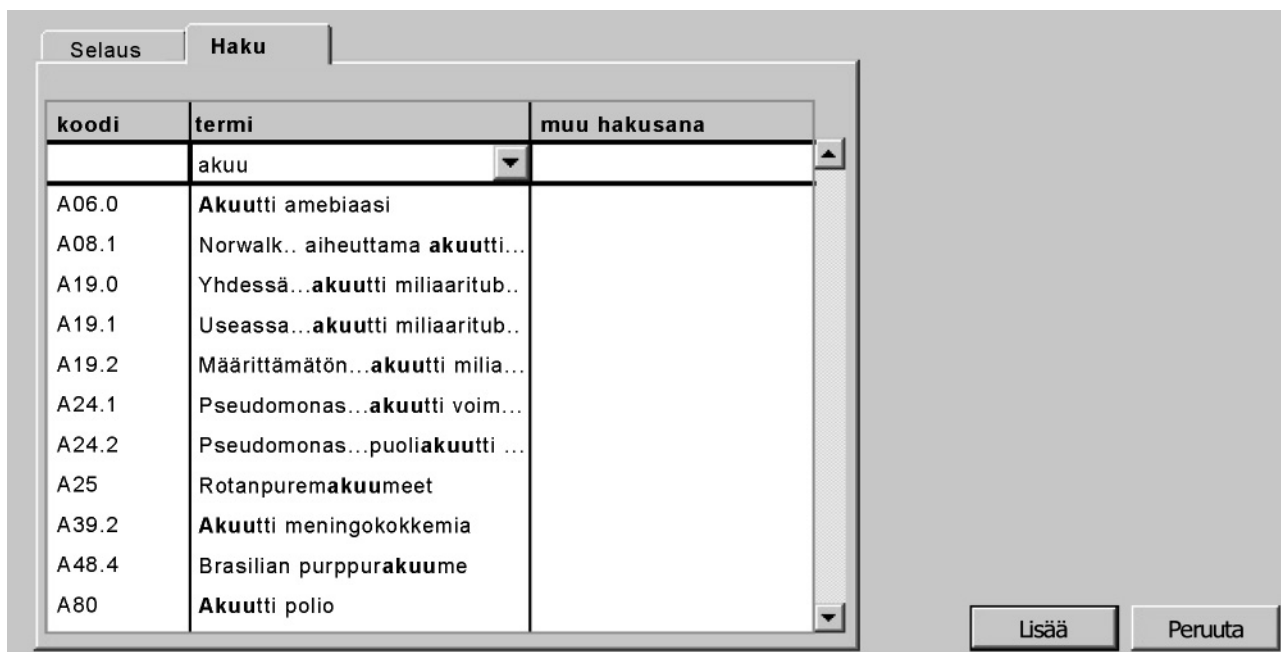 Selaus Haku
koodi termi muu hakusana
akuu
A06.0 Akuutti amebiaasi
A08.1 Norwalk.. aiheuttama akuutti...
A19.0 Yhdessä...akuutti miliaaritub..
A19.1 Useassa...akuutti miliaaritub..
A19.2 Määrittämätön...akuutti milia...
A24.1 Pseudomonas...akuutti voim...
A24.2 Pseudomonas...puoliakuutti ...
A25 Rotanpuremakuumeet
A39.2 Akuutti meningokokkemia
A48.4 Brasilian purppurakuume
A80 Akuutti polio
Lisää Peruuta